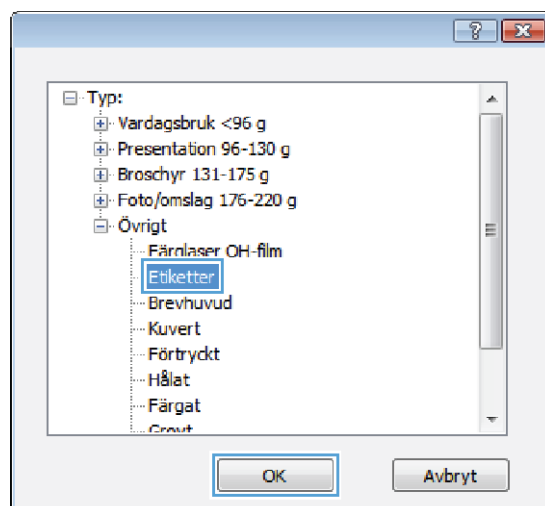 Typ:
Vardagsbruk <96 g
Presentation 96-130 g
Broschyr 131-175 g
Foto/omslag 176-220 g
Övrigt
Färglaser OH-film
Etiketter
Brevhuvud
Kuvert
Förtryckt
Hålat
Färgat
Grovt
OK Avbryt